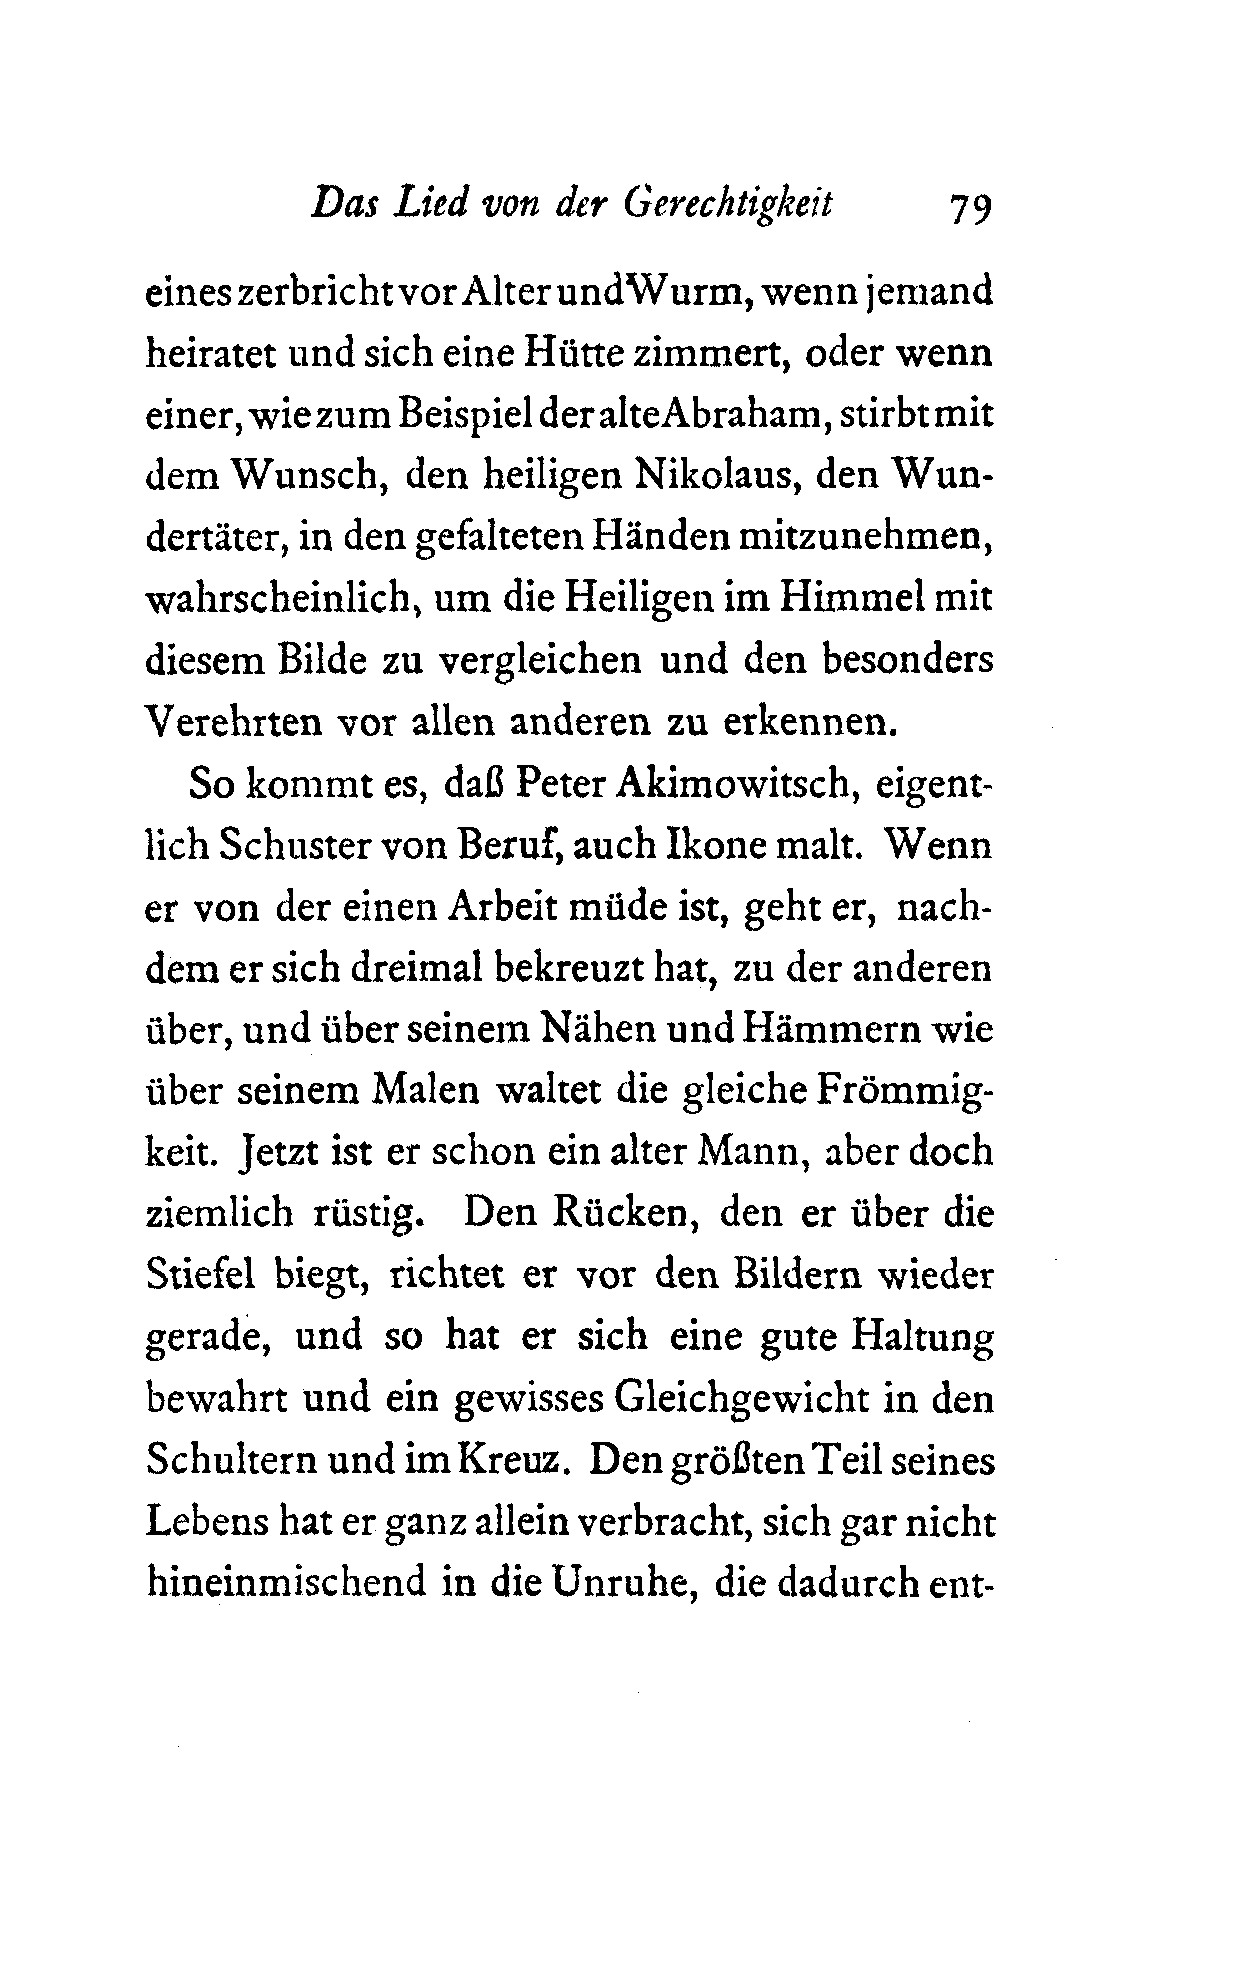 Das Lied von der Gerechtigkeit 79
eines zerbricht vor Alter und Wurm, wenn jemand
heiratet und sich eine Hütte zimmert, oder wenn
einer, wie zum Beispiel der alte Abraham, stirbt mit
dem Wunsch, den heiligen Nikolaus, den Wun-
dertäter, in den gefalteten Händen mitzunehmen,
wahrscheinlich, um die Heiligen im Himmel mit
diesem Bilde zu vergleichen und den besonders
Verehrten vor allen anderen zu erkennen.
So kommt es, daß Peter Akimowitsch, eigent-
lich Schuster von Beruf, auch Ikone malt. Wenn
er von der einen Arbeit müde ist, geht er, nach-
dem er sich dreimal bekreuzt hat, zu der anderen
über, und über seinem Nähen und Hämmern wie
über seinem Malen waltet die gleiche Frömmig-
keit. Jetzt ist er schon ein alter Mann, aber doch
ziemlich rüstig. Den Rücken, den er über die
Stiefel biegt, richtet er vor den Bildern wieder
gerade, und so hat er sich eine gute Haltung
bewahrt und ein gewisses Gleichgewicht in den
Schultern und im Kreuz. Den größten Teil seines
Lebens hat er ganz allein verbracht, sich gar nicht
hineinmischend in die Unruhe, die dadurch ent-